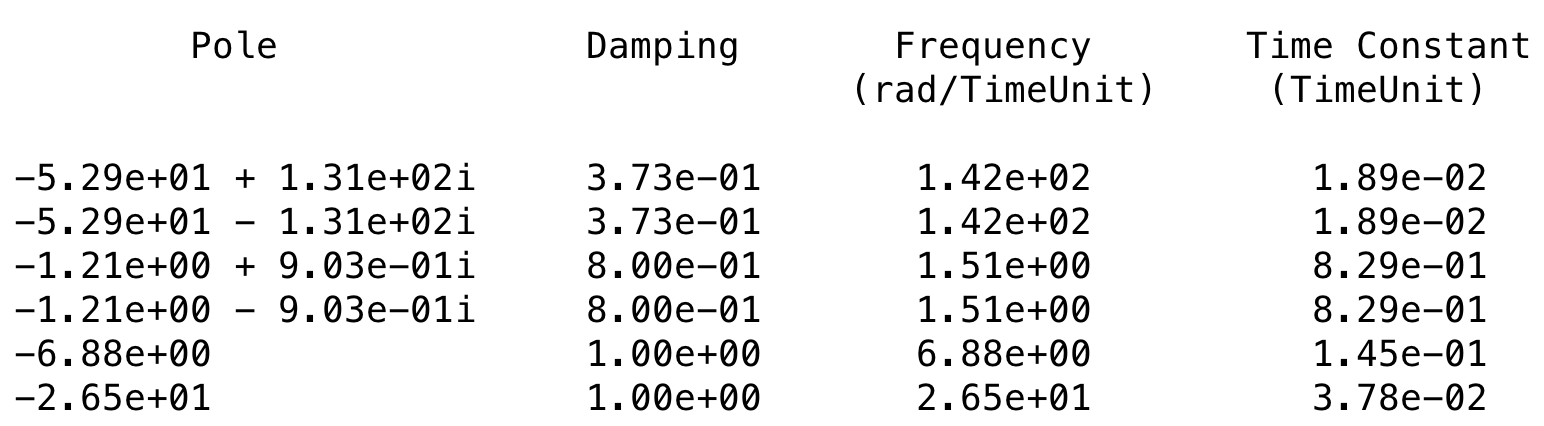 Pole Damping Frequency Time Constant
(rad/TimeUnit) (TimeUnit)
−5.29e+01 + 1.31e+02i 3.73e−01 1.42e+02 1.89e−02
−5.29e+01 − 1.31e+02i 3.73e−01 1.42e+02 1.89e−02
−1.21e+00 + 9.03e−01i 8.00e−01 1.51e+00 8.29e−01
−1.21e+00 − 9.03e−01i 8.00e−01 1.51e+00 8.29e−01
−6.88e+00 1.00e+00 6.88e+00 1.45e−01
−2.65e+01 1.00e+00 2.65e+01 3.78e−02